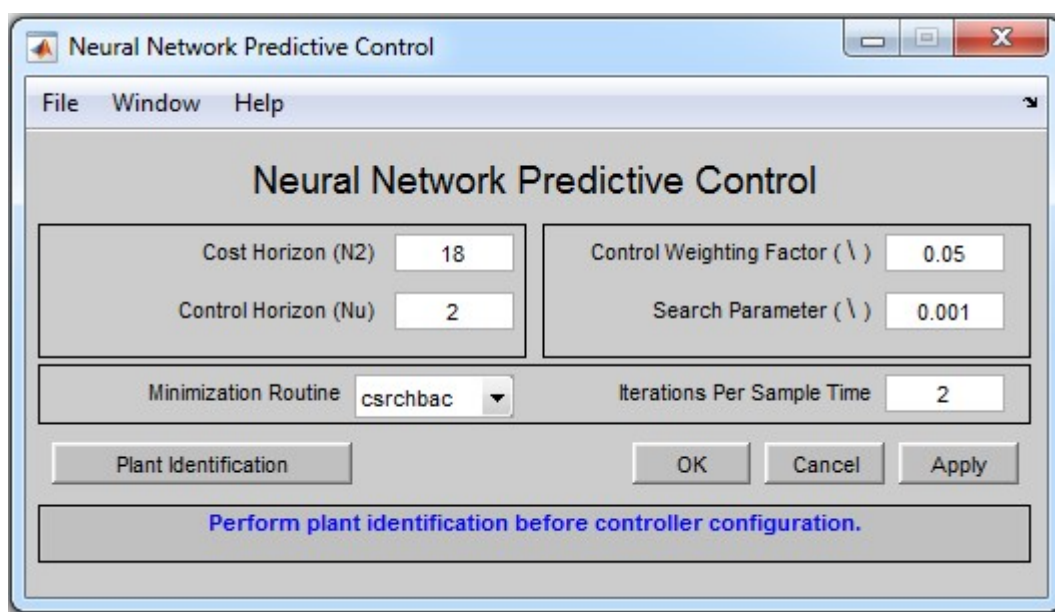 Neural Network Predictive Control
File Window Help
Neural Network Predictive Control
Cost Horizon (N2) 18 Control Weighting Factor ( \ ) 0.05
Control Horizon (Nu) 2 Search Parameter ( \ ) 0.001
Minimization Routine csrchbac Iterations Per Sample Time 2
Plant Identification OK Cancel Apply
Perform plant identification before controller configuration.